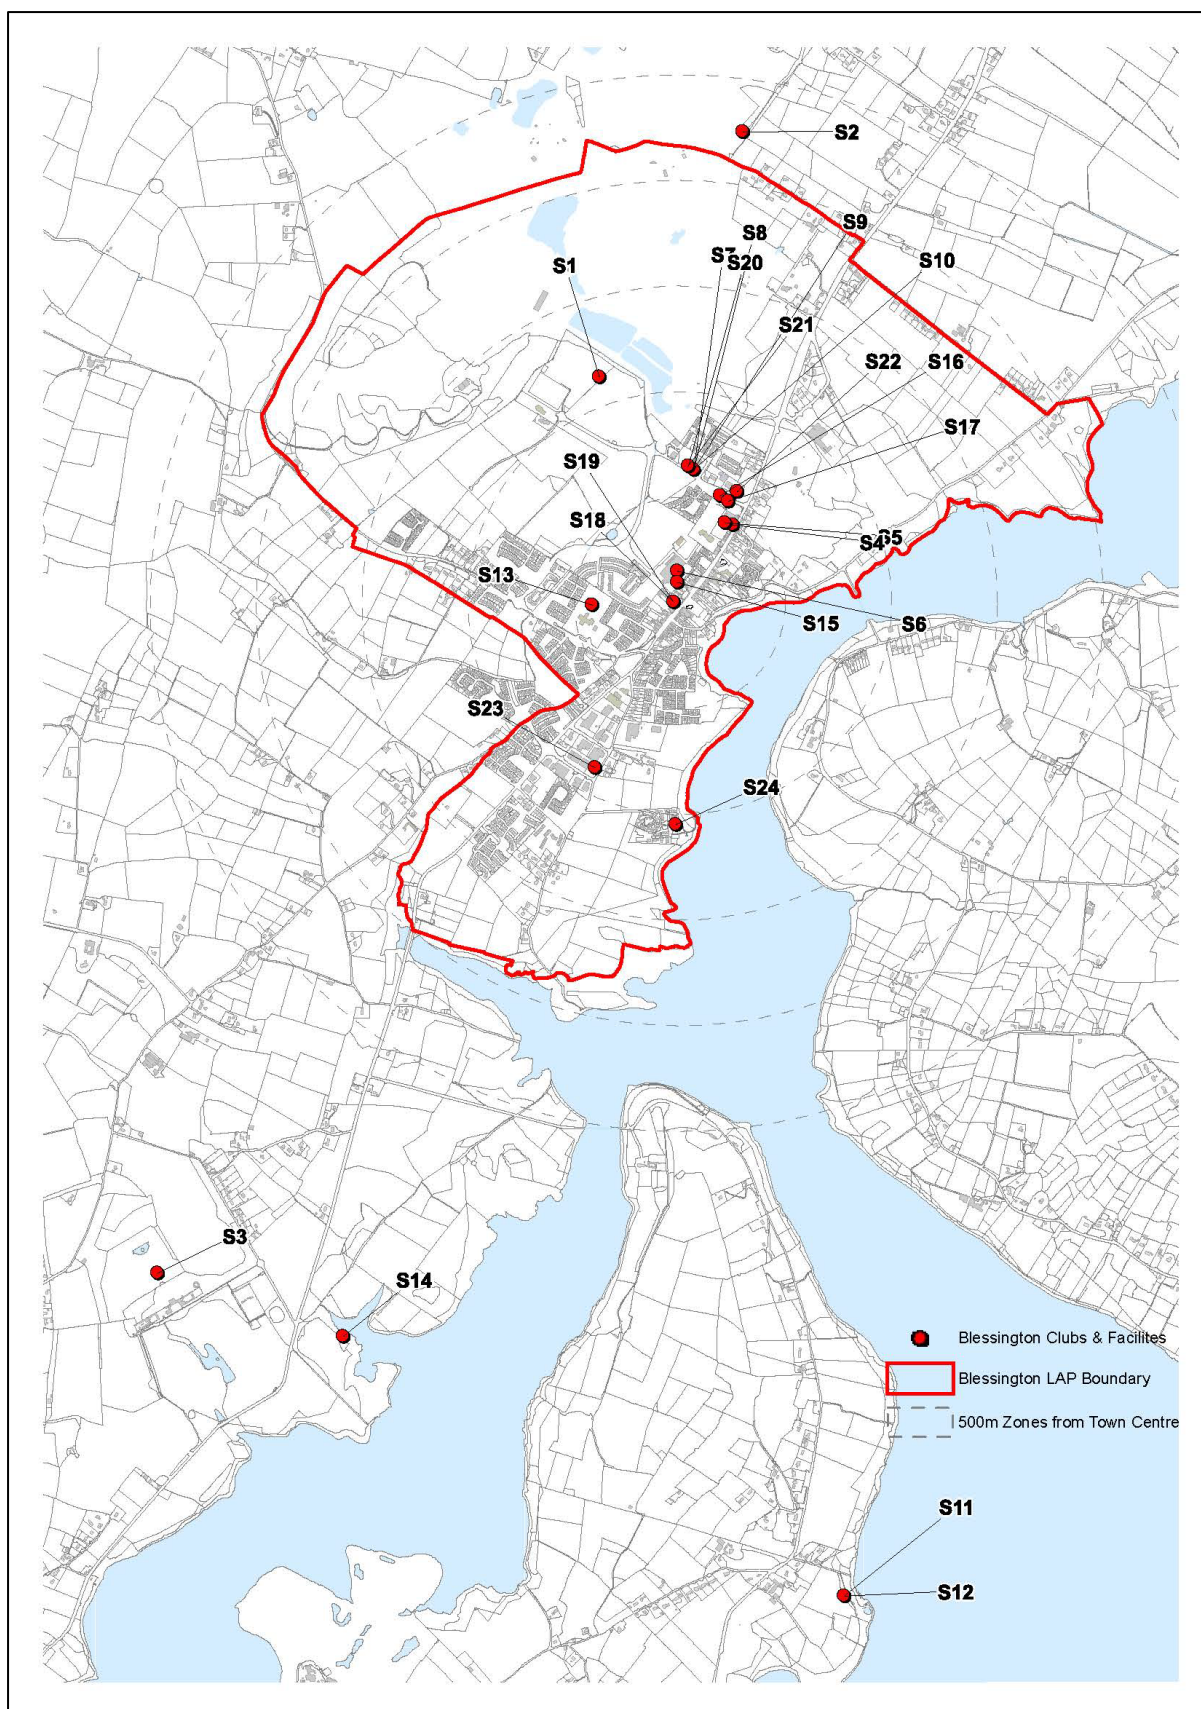 S2
S9
S8
S7
S20
S10
S1
S21
S22
S16
S17
S19
S18
S5
S4
S13
S15
S6
S23
S24
S3
S14
Blessington Clubs & Facilites
Blessington LAP Boundary
500m Zones from Town Centre
S11
S12